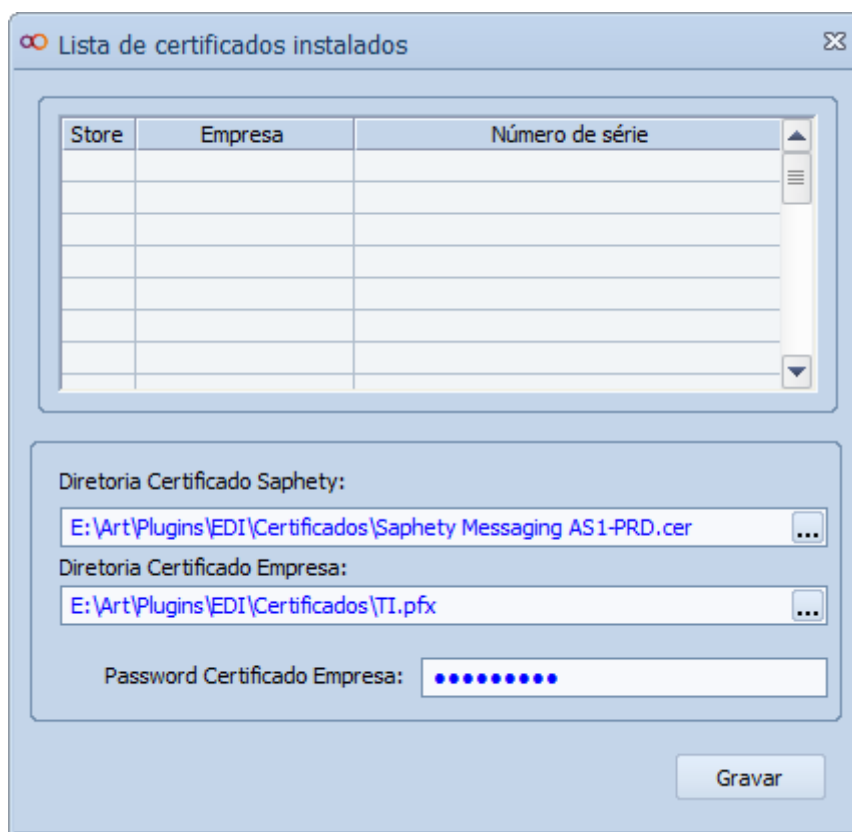 Lista de certificados instalados
Store Empresa Número de série
Diretoria Certificado Saphety:
E:\Art\Plugins\EDI\Certificados\Saphety Messaging AS1-PRD.cer ...
Diretoria Certificado Empresa:
E:\Art\Plugins\EDI\Certificados\TI.pfx ...
Password Certificado Empresa: •••••••••
Gravar